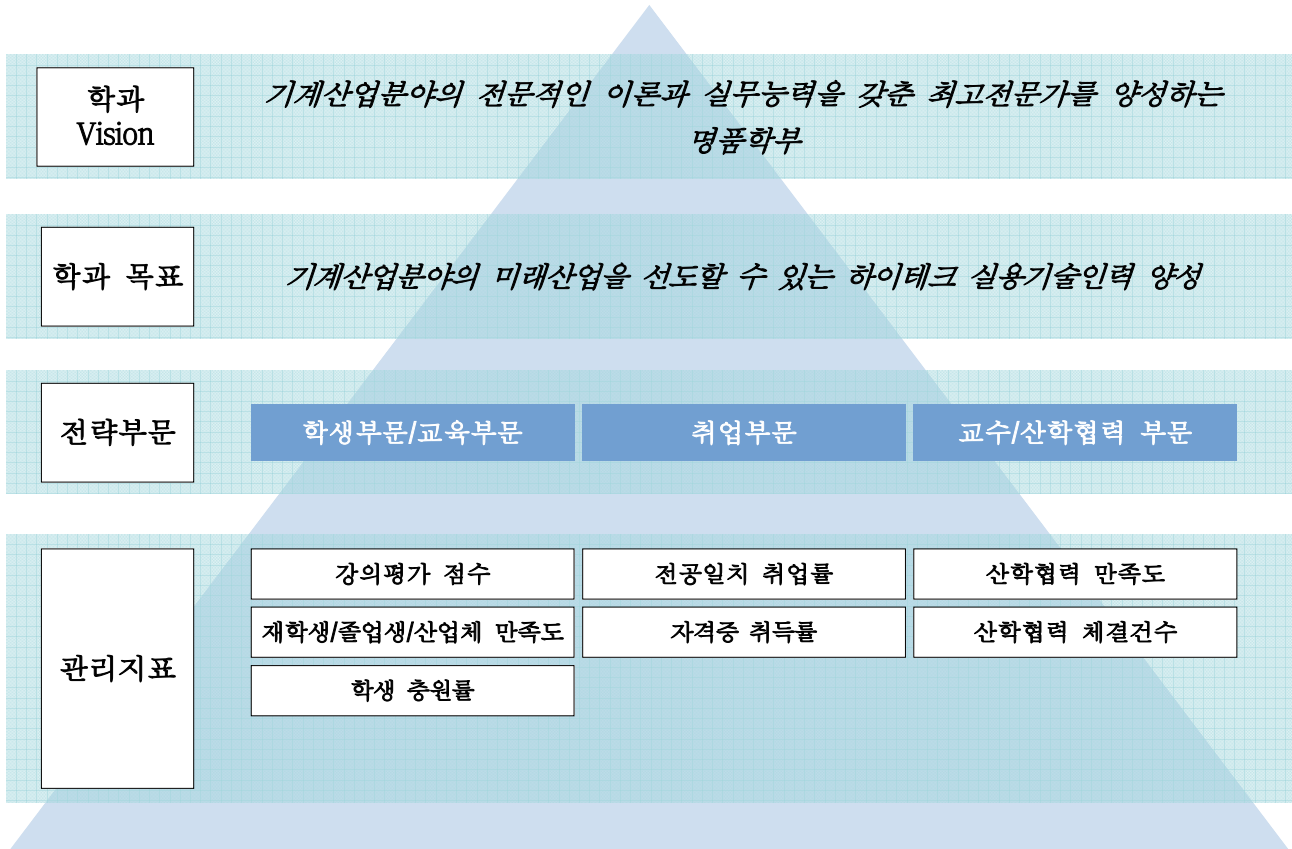 학과
Vision
기계산업분야의 전문적인 이론과 실무능력을 갖춘 최고전문가를 양성하는
명품학부
학과 목표
기계산업분야의 미래산업을 선도할 수 있는 하이테크 실용기술인력 양성
전략부문
학생부문/교육부문
취업부문
교수/산학협력 부문
관리지표
강의평가 점수
전공일치 취업률
산학협력 만족도
재학생/졸업생/산업체 만족도
자격증 취득률
산학협력 체결건수
학생 충원률